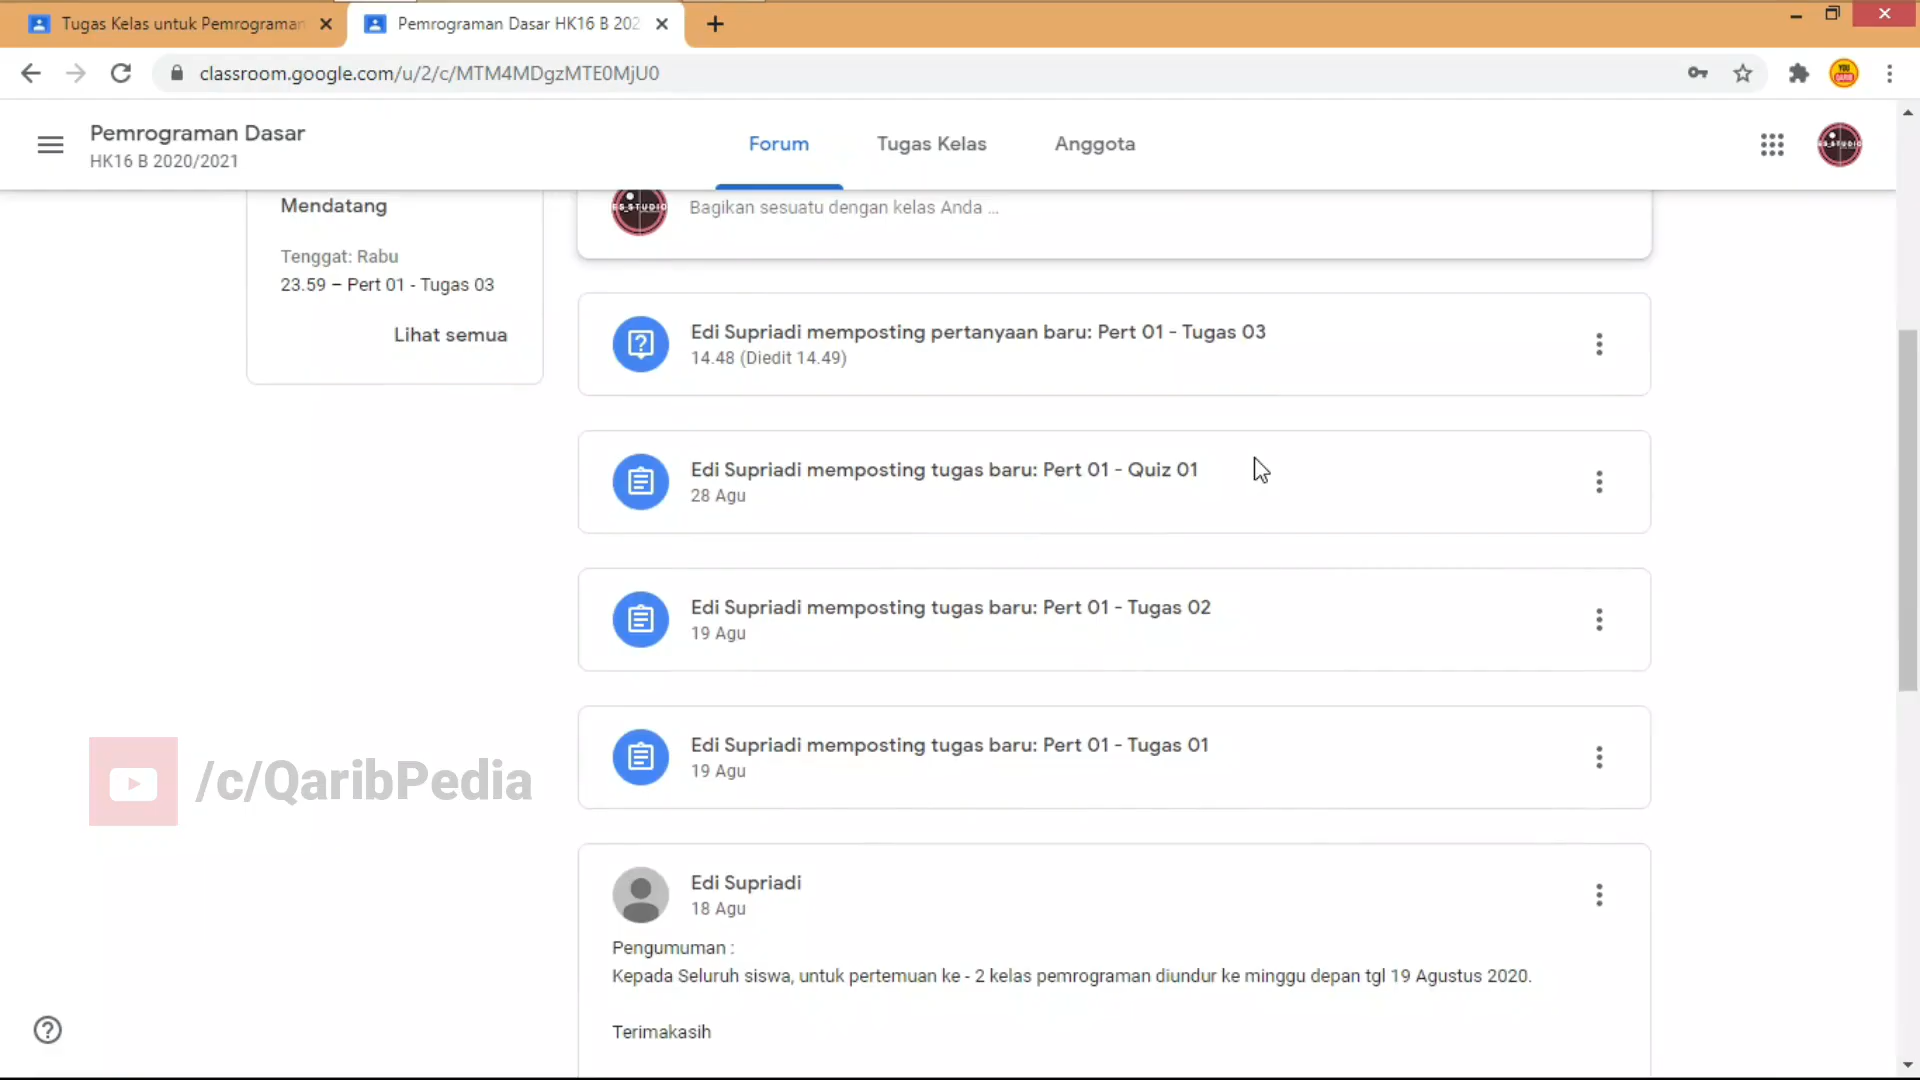 Tugas Kelas untuk Pemrograman
Pemrograman Dasar HK16 B 202
classroom.google.com/u/2/c/MTM4MDgzMTE0MjU0
Pemrograman Dasar
HK16 B 2020/2021
Forum
Tugas Kelas
Anggota
Mendatang
Tenggat: Rabu
23.59 – Pert 01 - Tugas 03
Lihat semua
ES_STUDIO
Bagikan sesuatu dengan kelas Anda ...
Edi Supriadi memposting pertanyaan baru: Pert 01 - Tugas 03
14.48 (Diedit 14.49)
Edi Supriadi memposting tugas baru: Pert 01 - Quiz 01
28 Agu
Edi Supriadi memposting tugas baru: Pert 01 - Tugas 02
19 Agu
Edi Supriadi memposting tugas baru: Pert 01 - Tugas 01
19 Agu
/c/QaribPedia
Edi Supriadi
18 Agu
Pengumuman :
Kepada Seluruh siswa, untuk pertemuan ke - 2 kelas pemrograman diundur ke minggu depan tgl 19 Agustus 2020.
Terimakasih